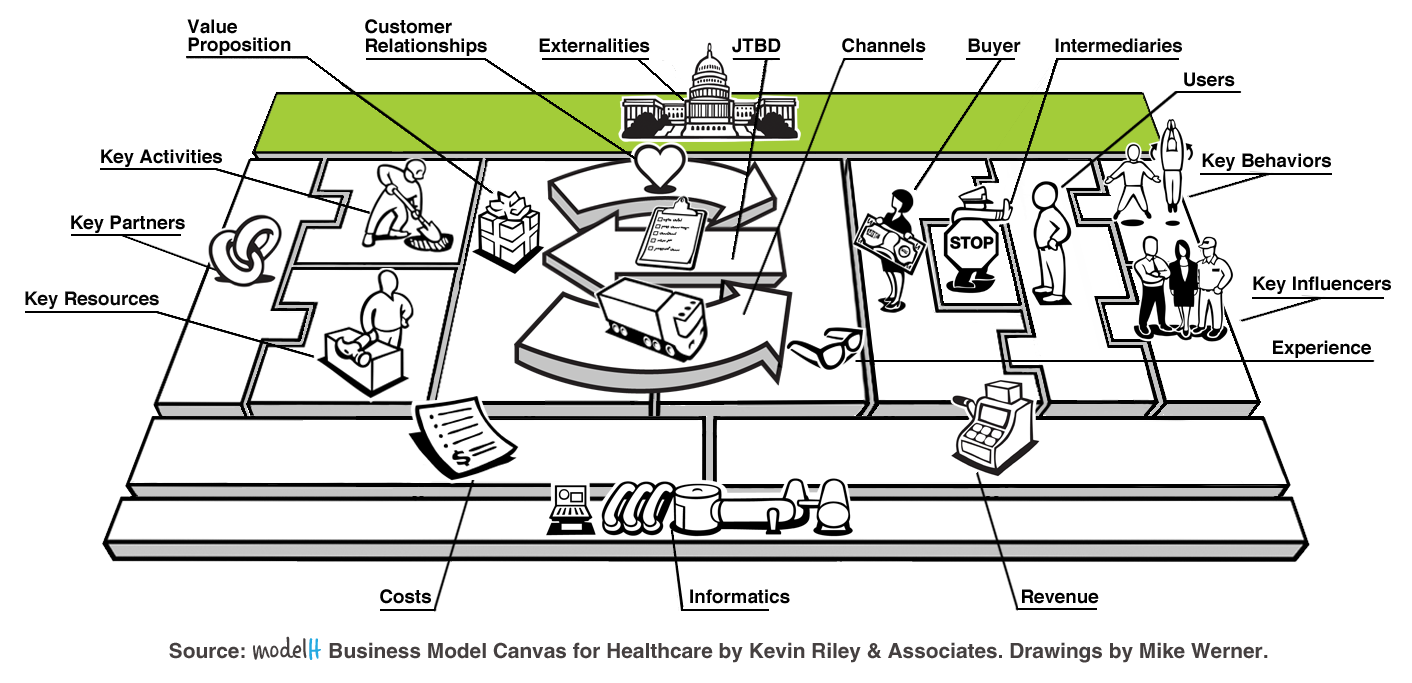 Value
Proposition
Customer
Relationships
Externalities
JTBD
Channels
Buyer
Intermediaries
Users
Key Activities
Key Behaviors
Key Partners
STOP
Key Resources
Key Influencers
Experience
$
Costs
Informatics
Revenue
Source: modelH Business Model Canvas for Healthcare by Kevin Riley & Associates. Drawings by Mike Werner.